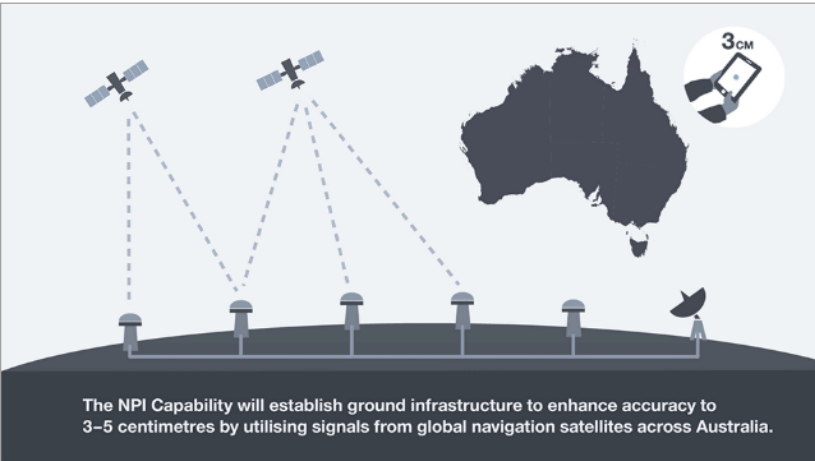 3CM
The NPI Capability will establish ground infrastructure to enhance accuracy to
3–5 centimetres by utilising signals from global navigation satellites across Australia.